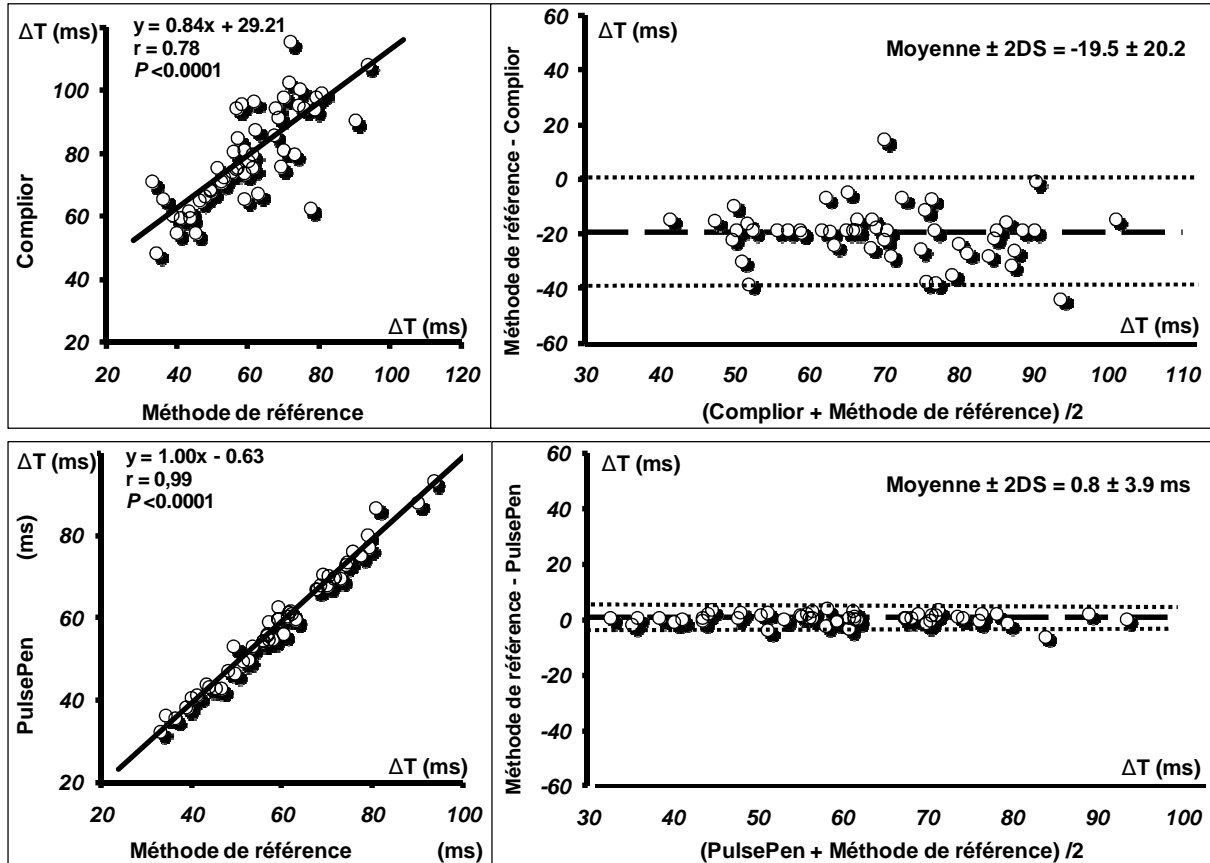 ΔT (ms)
y = 0.84x + 29.21
r = 0.78
P <0.0001
100
80
60
40
20
Complior
ΔT (ms)
20 40 60 80 100 120
Méthode de référence
ΔT (ms)
Moyenne ± 2DS = -19.5 ± 20.2
60
40
20
0
-20
-40
-60
Méthode de référence - Complior
ΔT (ms)
30 40 50 60 70 80 90 100 110
(Complior + Méthode de référence) /2
ΔT (ms)
y = 1.00x - 0.63
r = 0,99
P <0.0001
80
60
40
20
PulsePen (ms)
ΔT (ms)
20 40 60 80 100
Méthode de référence (ms)
ΔT (ms)
Moyenne ± 2DS = 0.8 ± 3.9 ms
60
40
20
0
-20
-40
-60
Méthode de référence - PulsePen
ΔT (ms)
30 40 50 60 70 80 90 100
(PulsePen + Méthode de référence) /2